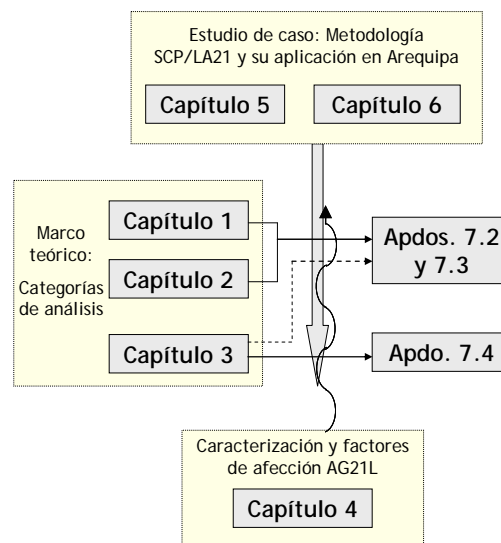 Estudio de caso: Metodología
SCP/LA21 y su aplicación en Arequipa
Capítulo 5
Capítulo 6
Marco
teórico:
Categorías
de análisis
Capítulo 1
Capítulo 2
Capítulo 3
Apdos. 7.2
y 7.3
Apdo. 7.4
Caracterización y factores
de afección AG21L
Capítulo 4